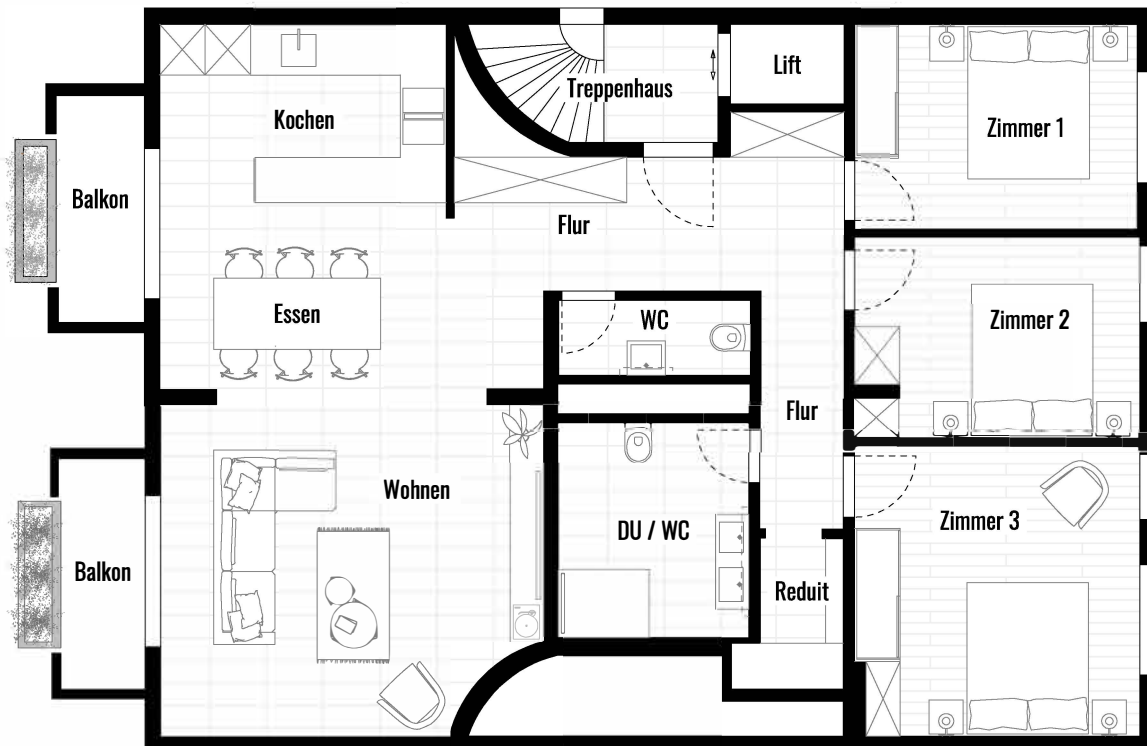 Lift
Treppenhaus
Kochen
Zimmer 1
Balkon
Flur
Essen
WC
Zimmer 2
Flur
Wohnen
Zimmer 3
DU / WC
Balkon
Reduit